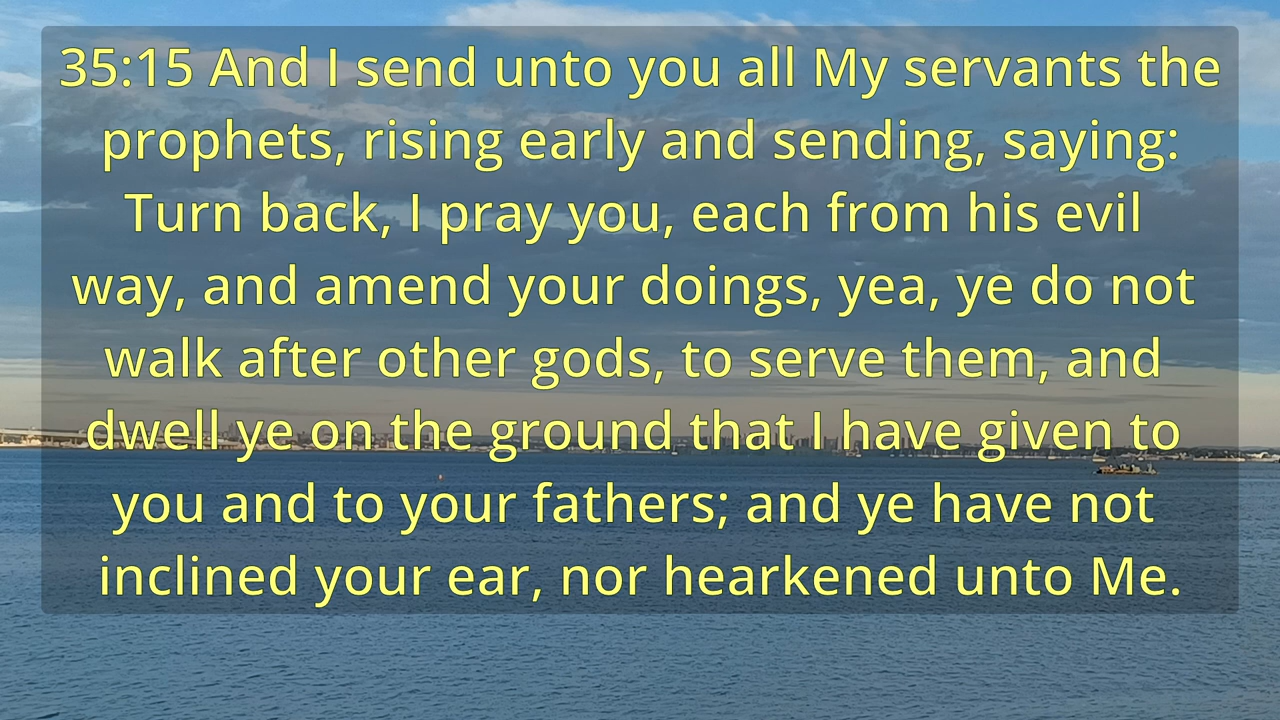 35:15 And I send unto you all My servants the
prophets, rising early and sending, saying:
Turn back, I pray you, each from his evil
way, and amend your doings, yea, ye do not
walk after other gods, to serve them, and
dwell ye on the ground that I have given to
you and to your fathers; and ye have not
inclined your ear, nor hearkened unto Me.